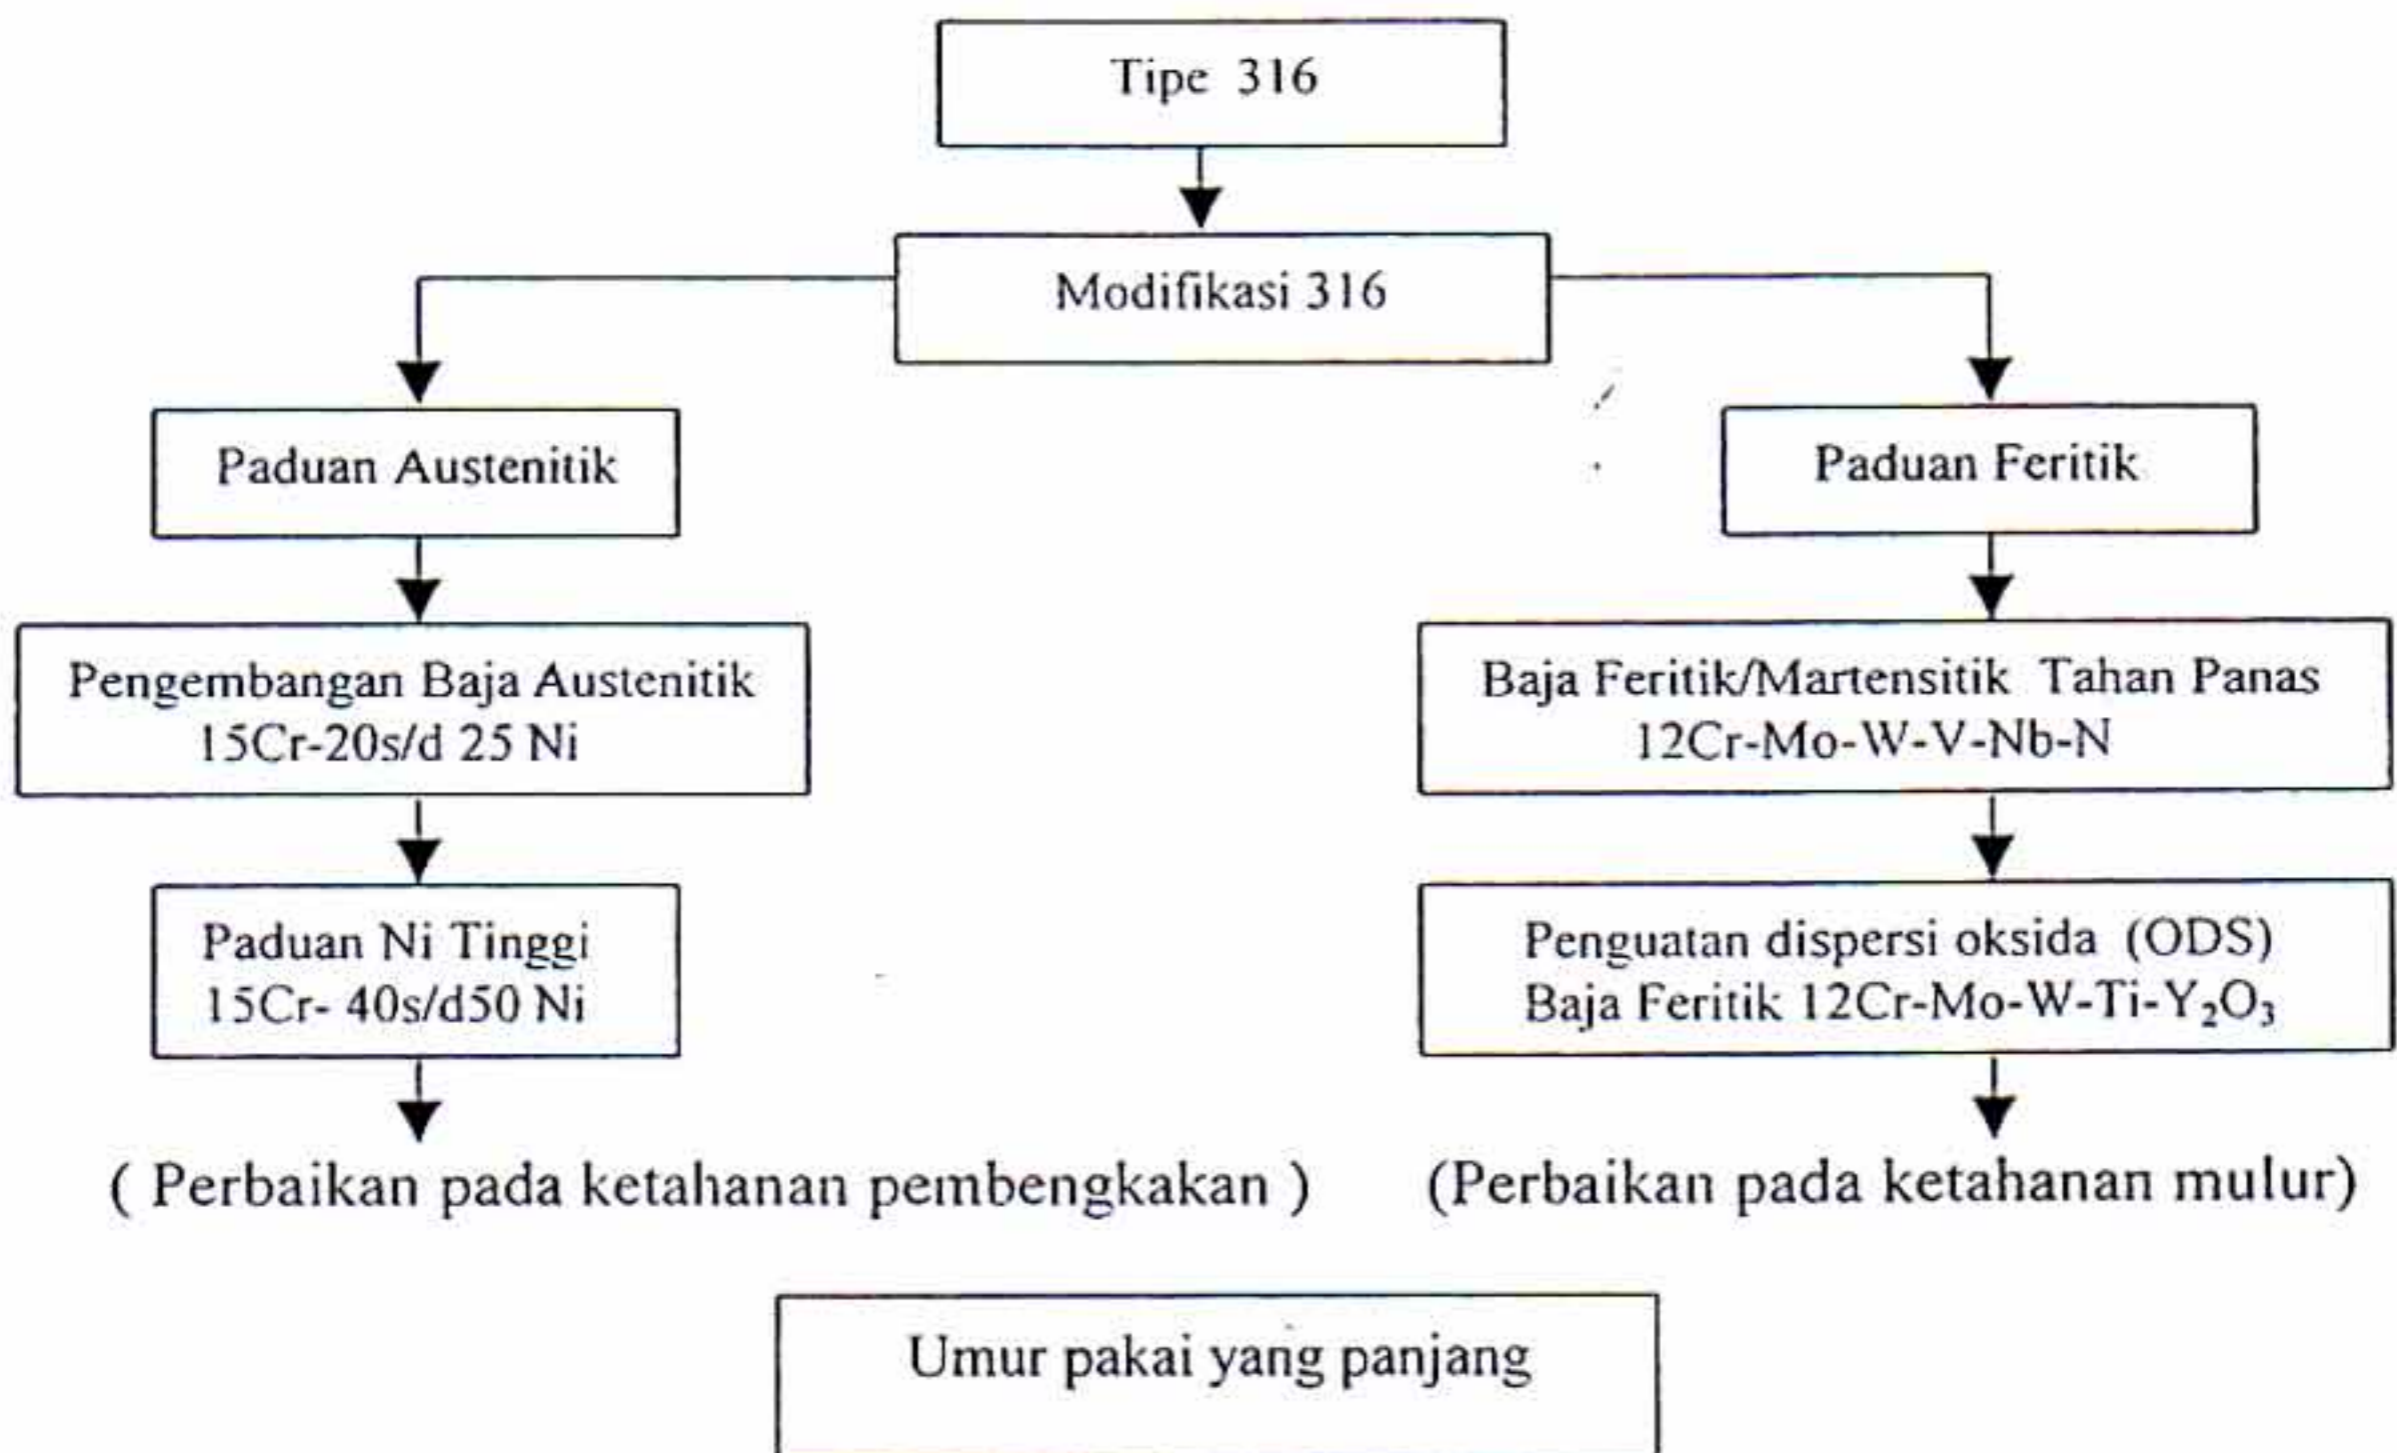 Tipe 316
Modifikasi 316
Paduan Austenitik
Paduan Feritik
Pengembangan Baja Austenitik
15Cr-20s/d 25 Ni
Baja Feritik/Martensitik Tahan Panas
12Cr-Mo-W-V-Nb-N
Paduan Ni Tinggi
15Cr- 40s/d50 Ni
Penguatan dispersi oksida (ODS)
Baja Feritik 12Cr-Mo-W-Ti-Y₂O₃
( Perbaikan pada ketahanan pembengkakan )
(Perbaikan pada ketahanan mulur)
Umur pakai yang panjang